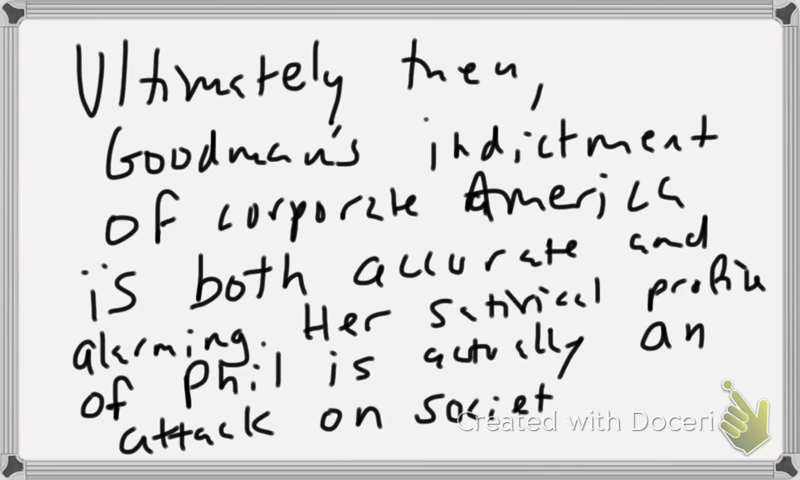 Ultimately then,
Goodman's indictment
of corporate America
is both accurate and
alarming. Her satirical profile
of Phil is actually an
attack on societ
Created with Doceri